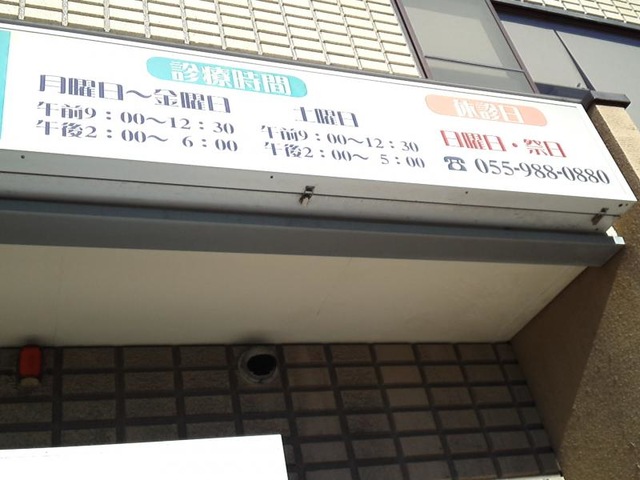 診療時間
月曜日〜金曜日
午前9：00〜12：30
午後2：00〜 6：00
土曜日
午前9：00〜12：30
午後2：00〜 5：00
休診日
日曜日・祭日
☎ 055-988-0880